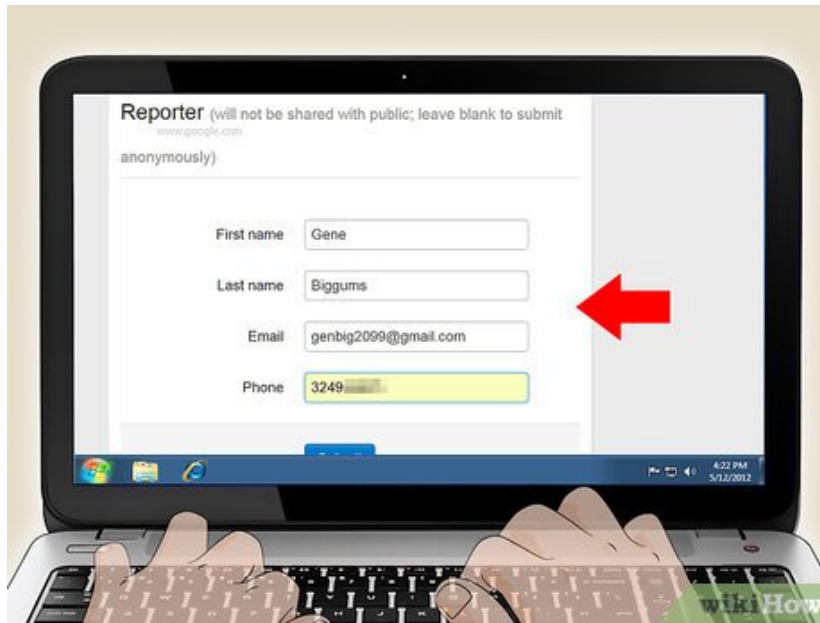 Reporter (will not be shared with public; leave blank to submit
www.google.com
anonymously)
First name Gene
Last name Biggums
Email genbig2099@gmail.com
Phone 3249
4:22 PM
5/12/2012
wikiHow